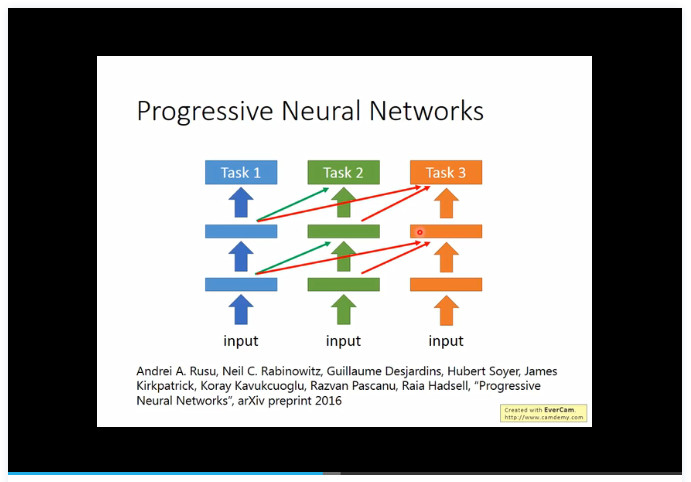 Progressive Neural Networks
Task 1 Task 2 Task 3
input input input
Andrei A. Rusu, Neil C. Rabinowitz, Guillaume Desjardins, Hubert Soyer, James
Kirkpatrick, Koray Kavukcuoglu, Razvan Pascanu, Raia Hadsell, “Progressive
Neural Networks”, arXiv preprint 2016
Created with EverCam.
http://www.camdemy.com